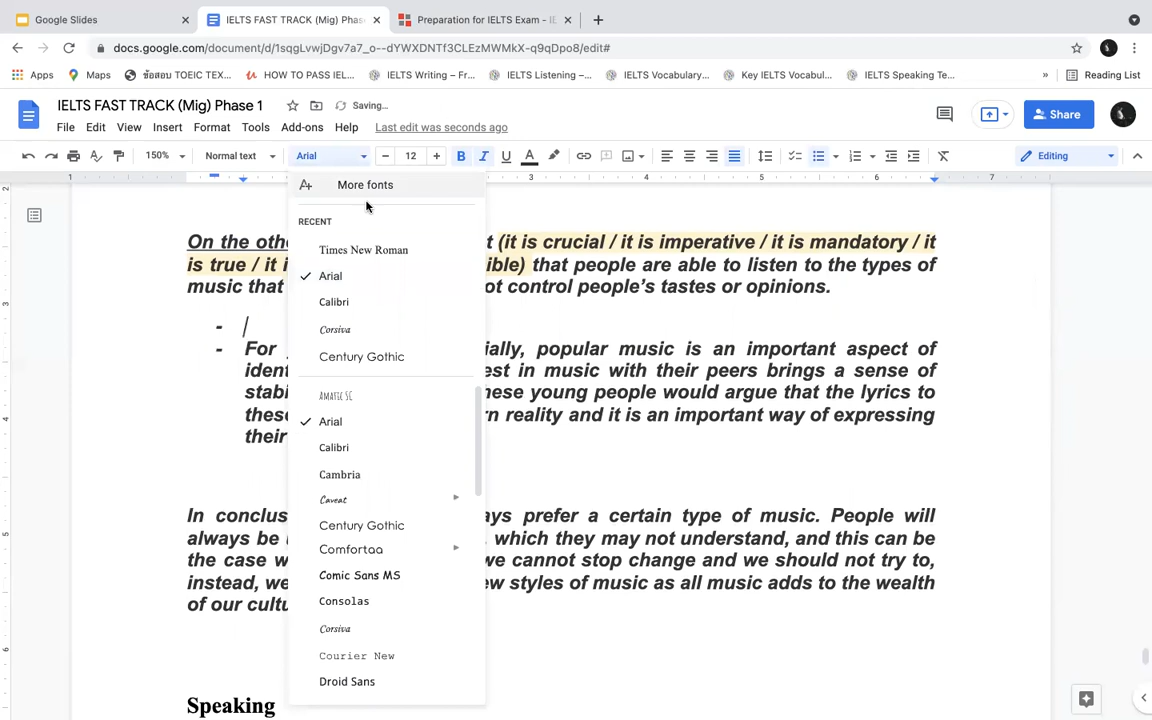 Google Slides
IELTS FAST TRACK (Mig) Phase
Preparation for IELTS Exam - IE
docs.google.com/document/d/1sqgLvwjDgv7a7_o--dYWXDNTf3CLEzMWMkX-q9qDpo8/edit#
Apps Maps ข้อสอบ TOEIC TEX... HOW TO PASS IEL... IELTS Writing – Fr... IELTS Listening –... IELTS Vocabulary... Key IELTS Vocabul... IELTS Speaking Te... » Reading List
IELTS FAST TRACK (Mig) Phase 1 Saving...
File Edit View Insert Format Tools Add-ons Help Last edit was seconds ago
Share
150% Normal text Arial 12 Editing
1 3 4 5 6 7
More fonts
RECENT
Times New Roman
Arial
Calibri
Corsiva
Century Gothic
Amatic SC
Arial
Calibri
Cambria
Caveat
Century Gothic
Comfortaa
Comic Sans MS
Consolas
Corsiva
Courier New
Droid Sans
On the othe t (it is crucial / it is imperative / it is mandatory / it
is true / it i ible) that people are able to listen to the types of
music that ot control people's tastes or opinions.
- /
- For ially, popular music is an important aspect of
ident est in music with their peers brings a sense of
stabi hese young people would argue that the lyrics to
these rn reality and it is an important way of expressing
their
In conclus ays prefer a certain type of music. People will
always be which they may not understand, and this can be
the case w we cannot stop change and we should not try to,
instead, we ew styles of music as all music adds to the wealth
of our cultu
Speaking